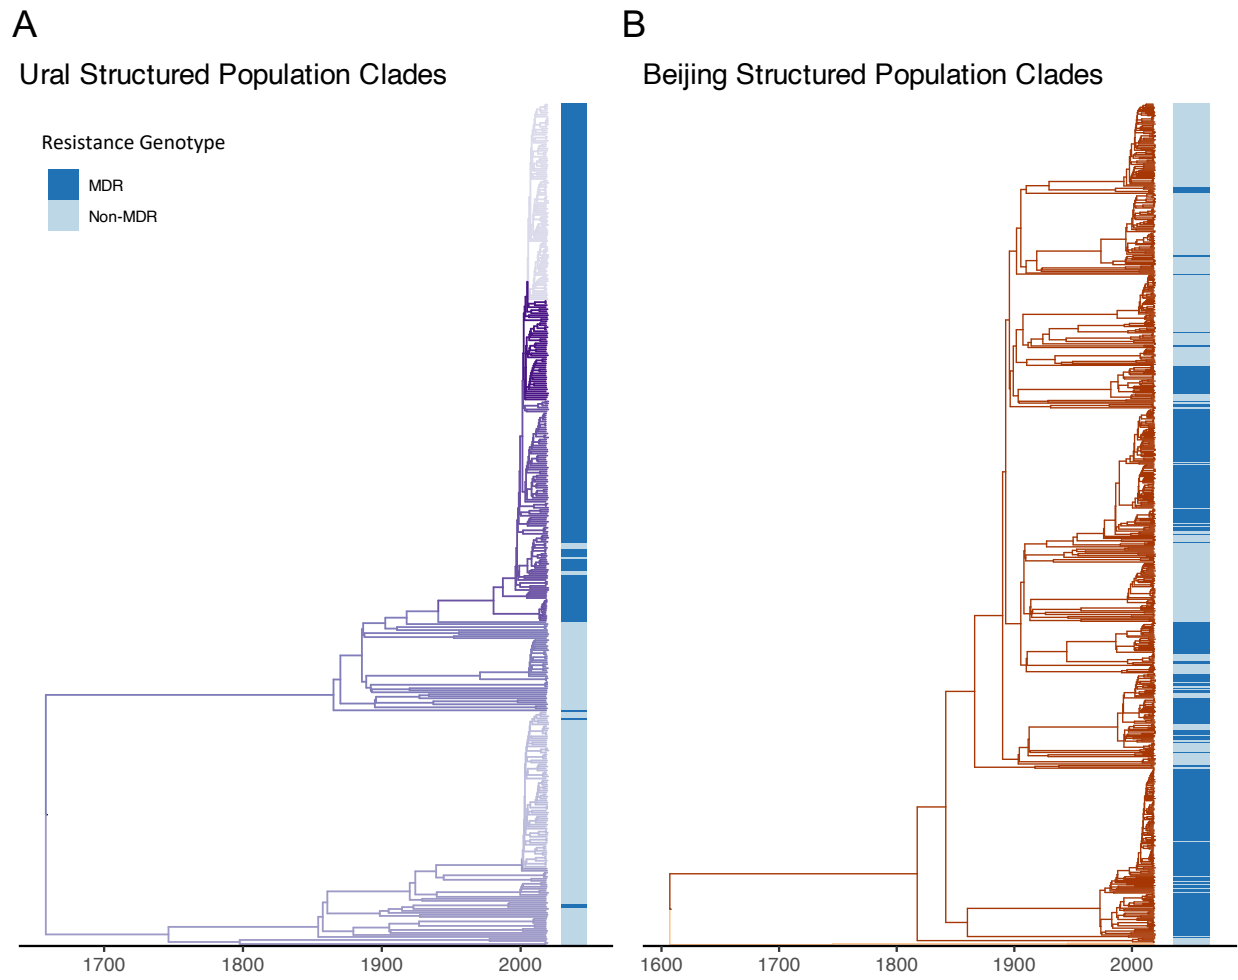 A
Ural Structured Population Clades
Resistance Genotype
MDR
Non-MDR
1700 1800 1900 2000
B
Beijing Structured Population Clades
1600 1700 1800 1900 2000